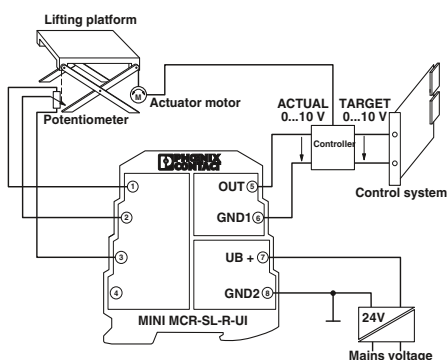 Lifting platform
M
Actuator motor
Potentiometer
ACTUAL
0...10 V
TARGET
0...10 V
Controller
Control system
PHOENIX
CONTACT
1
2
3
4
OUT 5
GND1 6
UB + 7
GND2 8
MINI MCR-SL-R-UI
24V
Mains voltage